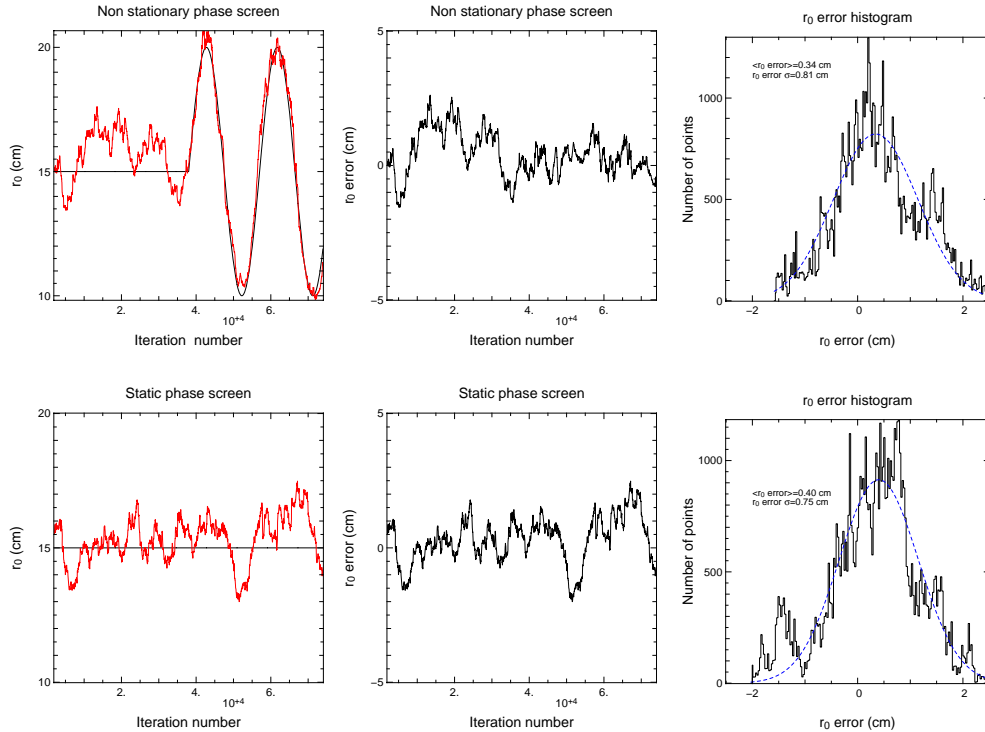 Non stationary phase screen
r₀ (cm)
20
15
10
2.
4.
6.
10+4
Iteration number
Non stationary phase screen
r₀ error (cm)
5
0
−5
2.
4.
6.
10+4
Iteration number
r₀ error histogram
<r₀ error>=0.34 cm
r₀ error σ=0.81 cm
Number of points
1000
500
0
−2
0
2
r₀ error (cm)
Static phase screen
r₀ (cm)
20
15
10
2.
4.
6.
10+4
Iteration number
Static phase screen
r₀ error (cm)
5
0
−5
2.
4.
6.
10+4
Iteration number
r₀ error histogram
<r₀ error>=0.40 cm
r₀ error σ=0.75 cm
Number of points
1000
500
0
−2
0
2
r₀ error (cm)